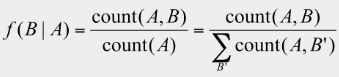 f(B | A) = count(A, B) / count(A) = count(A, B) / ∑_{B'} count(A, B')